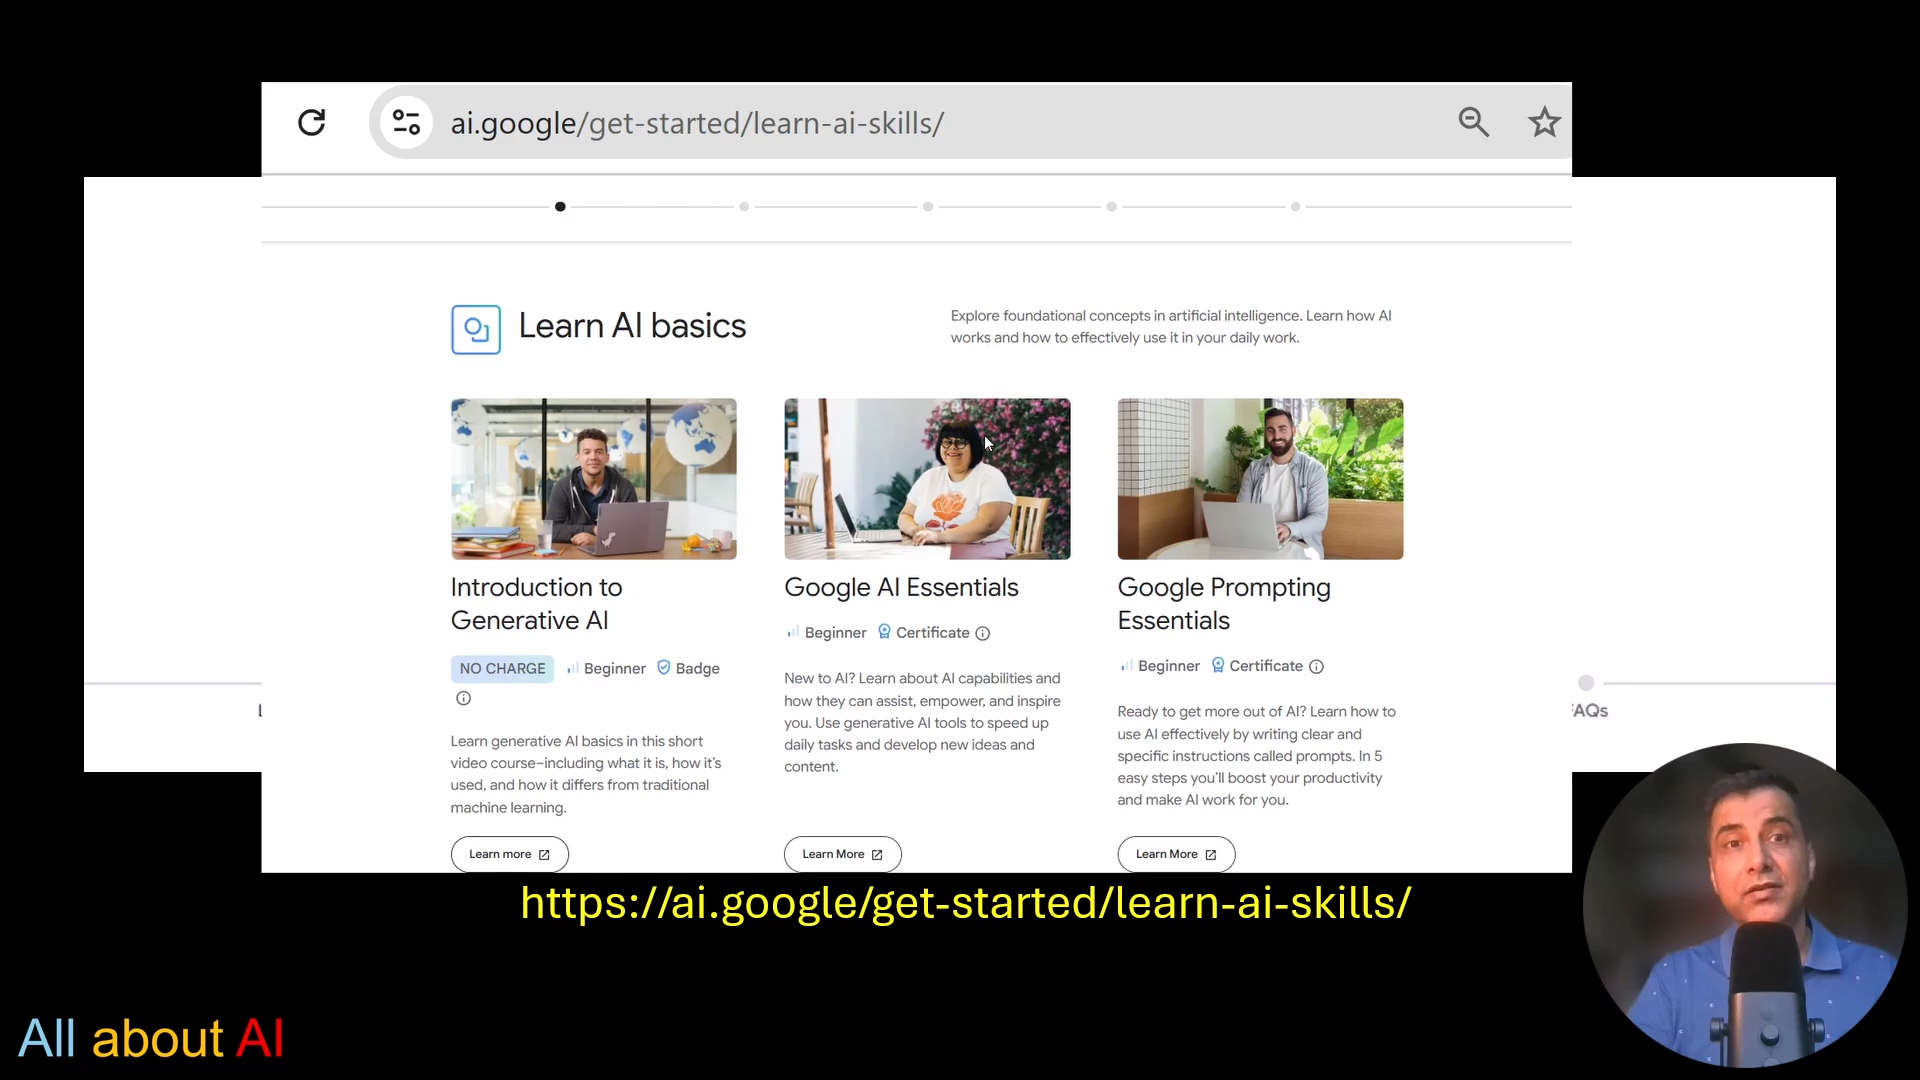 ai.google/get-started/learn-ai-skills/
Learn AI basics
Explore foundational concepts in artificial intelligence. Learn how AI
works and how to effectively use it in your daily work.
Introduction to
Generative AI
NO CHARGE Beginner Badge
Learn generative AI basics in this short
video course–including what it is, how it's
used, and how it differs from traditional
machine learning.
Learn more
Google AI Essentials
Beginner Certificate
New to AI? Learn about AI capabilities and
how they can assist, empower, and inspire
you. Use generative AI tools to speed up
daily tasks and develop new ideas and
content.
Learn More
Google Prompting
Essentials
Beginner Certificate
Ready to get more out of AI? Learn how to
use AI effectively by writing clear and
specific instructions called prompts. In 5
easy steps you'll boost your productivity
and make AI work for you.
Learn More
AQs
https://ai.google/get-started/learn-ai-skills/
All about AI